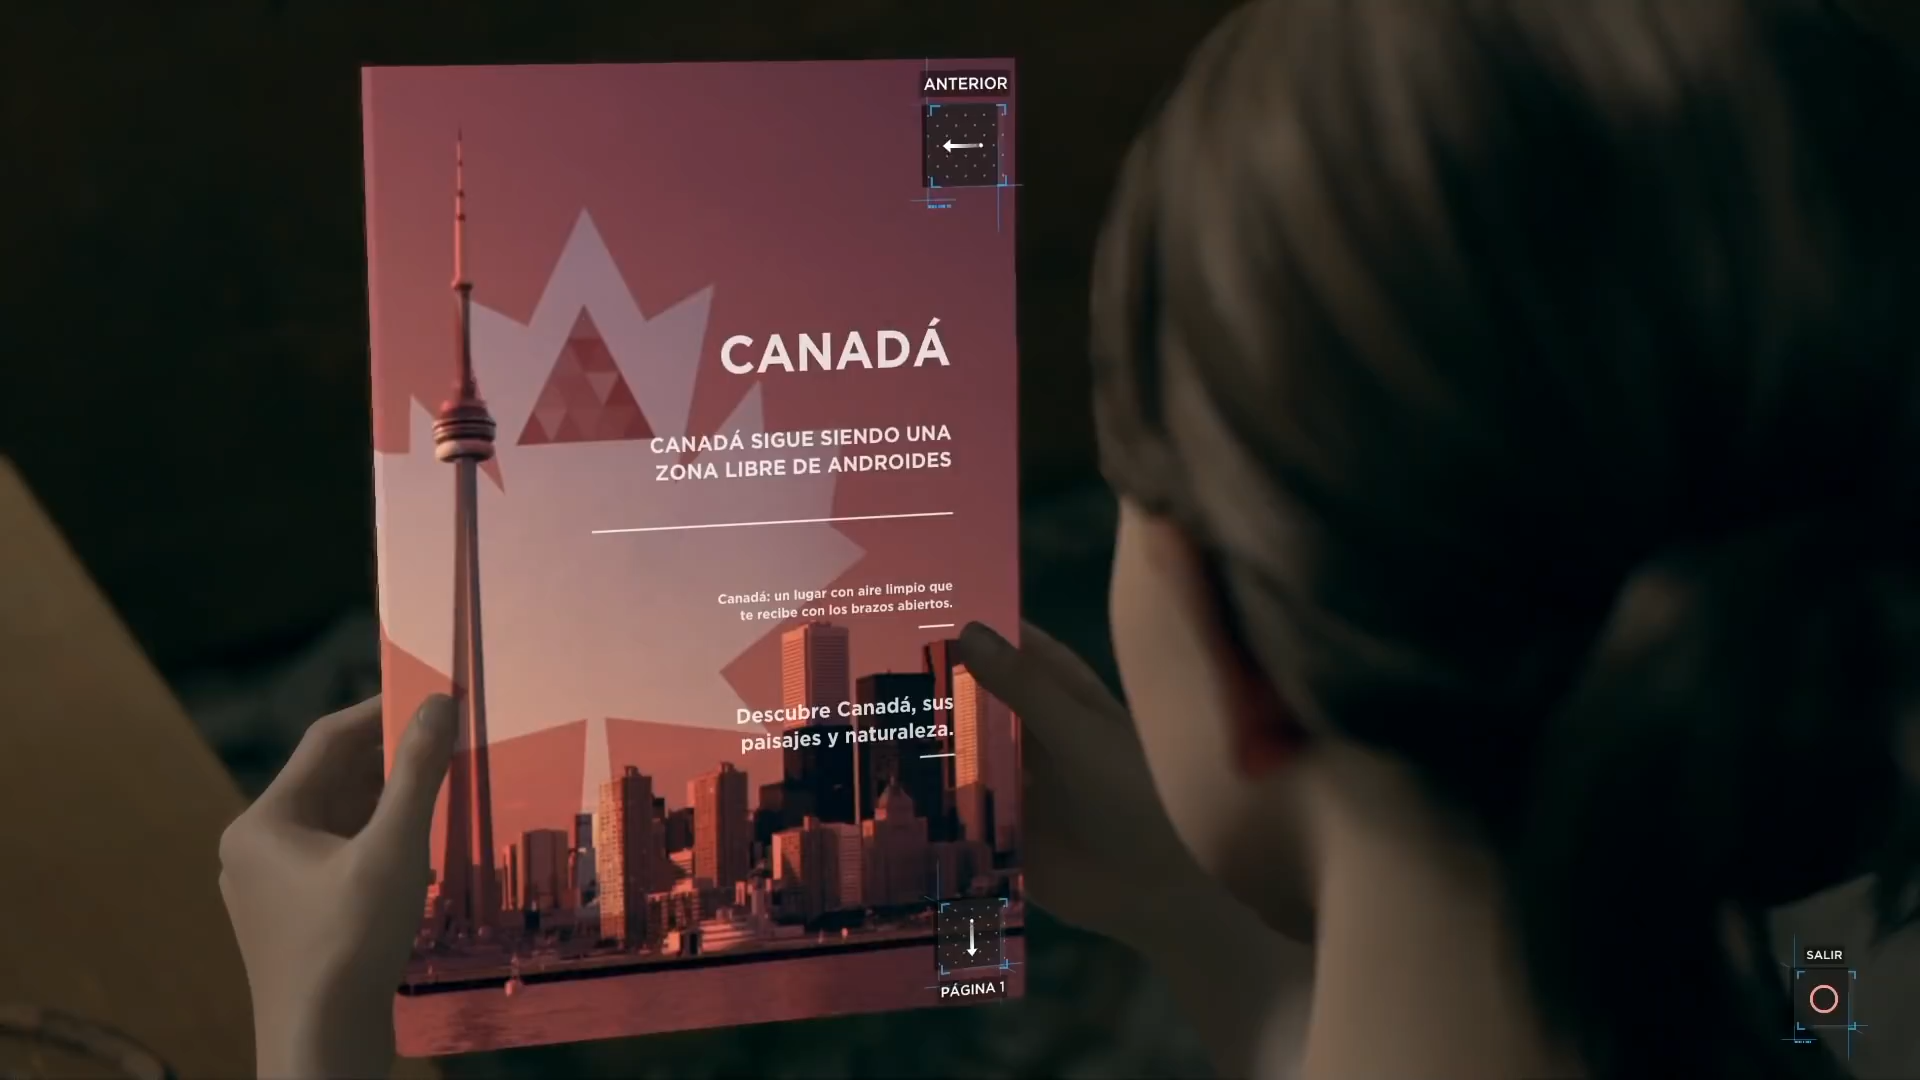 ANTERIOR
CANADÁ
CANADÁ SIGUE SIENDO UNA
ZONA LIBRE DE ANDROIDES
Canadá: un lugar con aire limpio que
te recibe con los brazos abiertos.
Descubre Canadá, sus
paisajes y naturaleza.
PÁGINA 1
SALIR